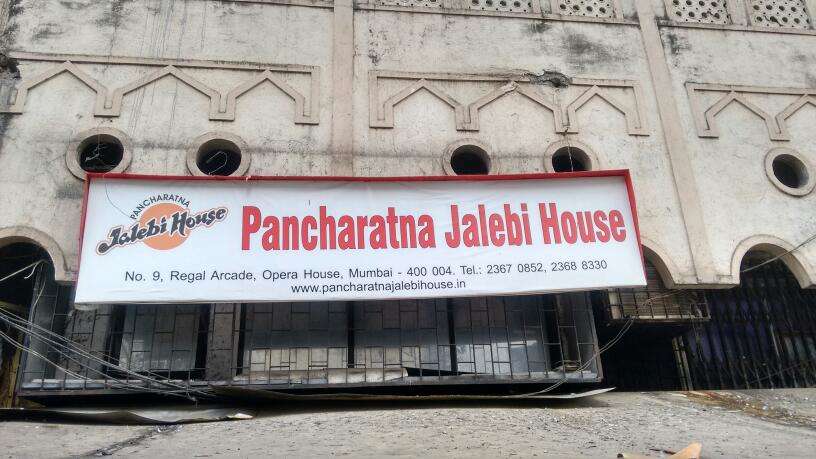 PANCHARATNA
Jalebi House
Pancharatna Jalebi House
No. 9, Regal Arcade, Opera House, Mumbai - 400 004. Tel.: 2367 0852, 2368 8330
www.pancharatnajalebihouse.in